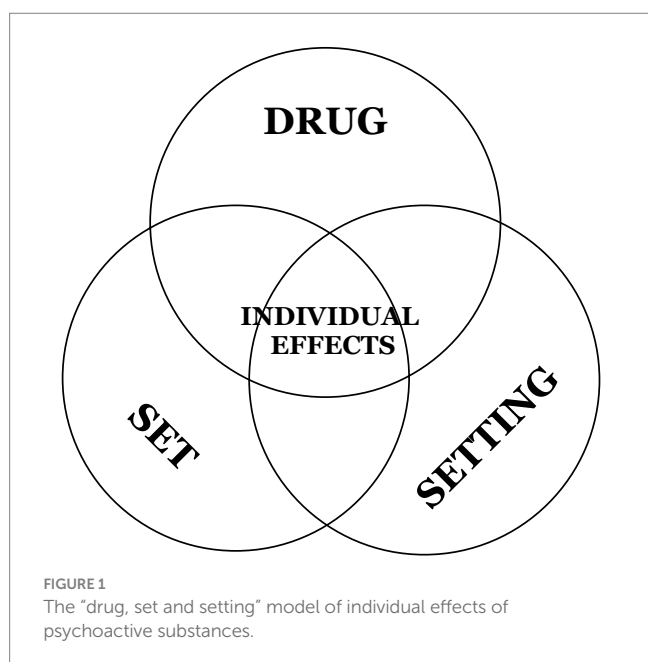 DRUG
INDIVIDUAL
EFFECTS
SET
SETTING
FIGURE 1
The “drug, set and setting” model of individual effects of
psychoactive substances.